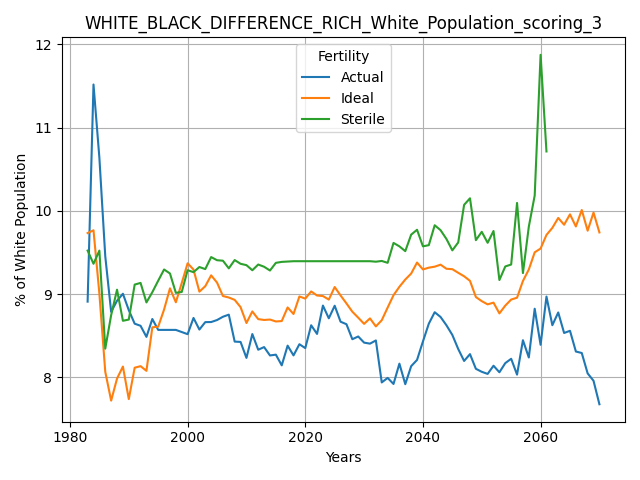 WHITE_BLACK_DIFFERENCE_RICH_White_Population_scoring_3
Fertility
Actual
Ideal
Sterile
% of White Population
12
11
10
9
8
1980
2000
2020
2040
2060
Years